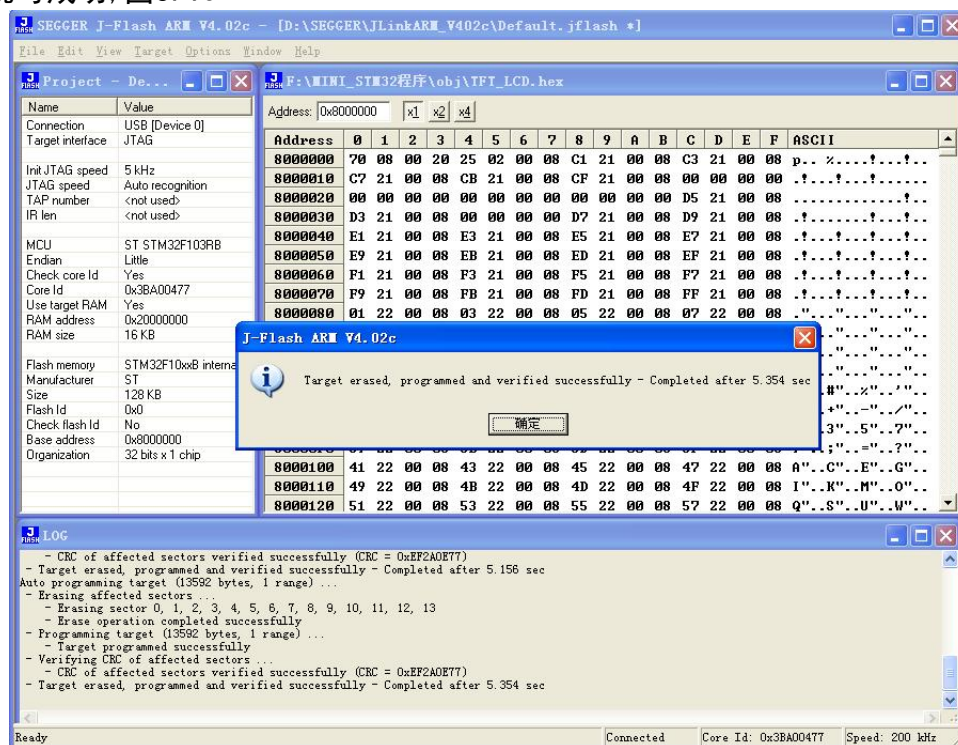 SEGGER J-Flash ARM V4.02c - [D:\SEGGER\JLinkARM_V402c\Default.jflash *]
File Edit View Target Options Window Help
Project - De...
Name Value
Connection USB [Device 0]
Target interface JTAG
Init JTAG speed 5 kHz
JTAG speed Auto recognition
TAP number <not used>
IR len <not used>
MCU ST STM32F103RB
Endian Little
Check core Id Yes
Core Id 0x3BA00477
Use target RAM Yes
RAM address 0x20000000
RAM size 16 KB
Flash memory STM32F10xxB interna
Manufacturer ST
Size 128 KB
Flash Id 0x0
Check flash Id No
Base address 0x8000000
Organization 32 bits x 1 chip
F:\MINI_STM32程序\obj\TFT_LCD.hex
Address: 0x8000000 x1 x2 x4
Address 0 1 2 3 4 5 6 7 8 9 A B C D E F ASCII
8000000 70 08 00 20 25 02 00 08 C1 21 00 08 C3 21 00 08 p.. %....!...!..
8000010 C7 21 00 08 CB 21 00 08 CF 21 00 08 00 00 00 00 .!...!...!......
8000020 00 00 00 00 00 00 00 00 00 00 00 00 D5 21 00 08 .............!..
8000030 D3 21 00 08 00 00 00 00 D7 21 00 08 D9 21 00 08 .!.......!...!..
8000040 E1 21 00 08 E3 21 00 08 E5 21 00 08 E7 21 00 08 .!...!...!...!..
8000050 E9 21 00 08 EB 21 00 08 ED 21 00 08 EF 21 00 08 .!...!...!...!..
8000060 F1 21 00 08 F3 21 00 08 F5 21 00 08 F7 21 00 08 .!...!...!...!..
8000070 F9 21 00 08 FB 21 00 08 FD 21 00 08 FF 21 00 08 .!...!...!...!..
8000080 01 22 00 08 03 22 00 08 05 22 00 08 07 22 00 08 ."..."..."..."..
J-Flash ARM V4.02c
Target erased, programmed and verified successfully - Completed after 5.354 sec
确定
8000100 41 22 00 08 43 22 00 08 45 22 00 08 47 22 00 08 A"..C"..E"..G"..
8000110 49 22 00 08 4B 22 00 08 4D 22 00 08 4F 22 00 08 I"..K"..M"..O"..
8000120 51 22 00 08 53 22 00 08 55 22 00 08 57 22 00 08 Q"..S"..U"..W"..
LOG
- CRC of affected sectors verified successfully (CRC = 0xEF2A0E77)
- Target erased, programmed and verified successfully - Completed after 5.156 sec
Auto programming target (13592 bytes, 1 range) ...
- Erasing affected sectors ...
- Erasing sector 0, 1, 2, 3, 4, 5, 6, 7, 8, 9, 10, 11, 12, 13
- Erase operation completed successfully
- Programming target (13592 bytes, 1 range) ...
- Target programmed successfully
- Verifying CRC of affected sectors ...
- CRC of affected sectors verified successfully (CRC = 0xEF2A0E77)
- Target erased, programmed and verified successfully - Completed after 5.354 sec
Ready Connected Core Id: 0x3BA00477 Speed: 200 kHz